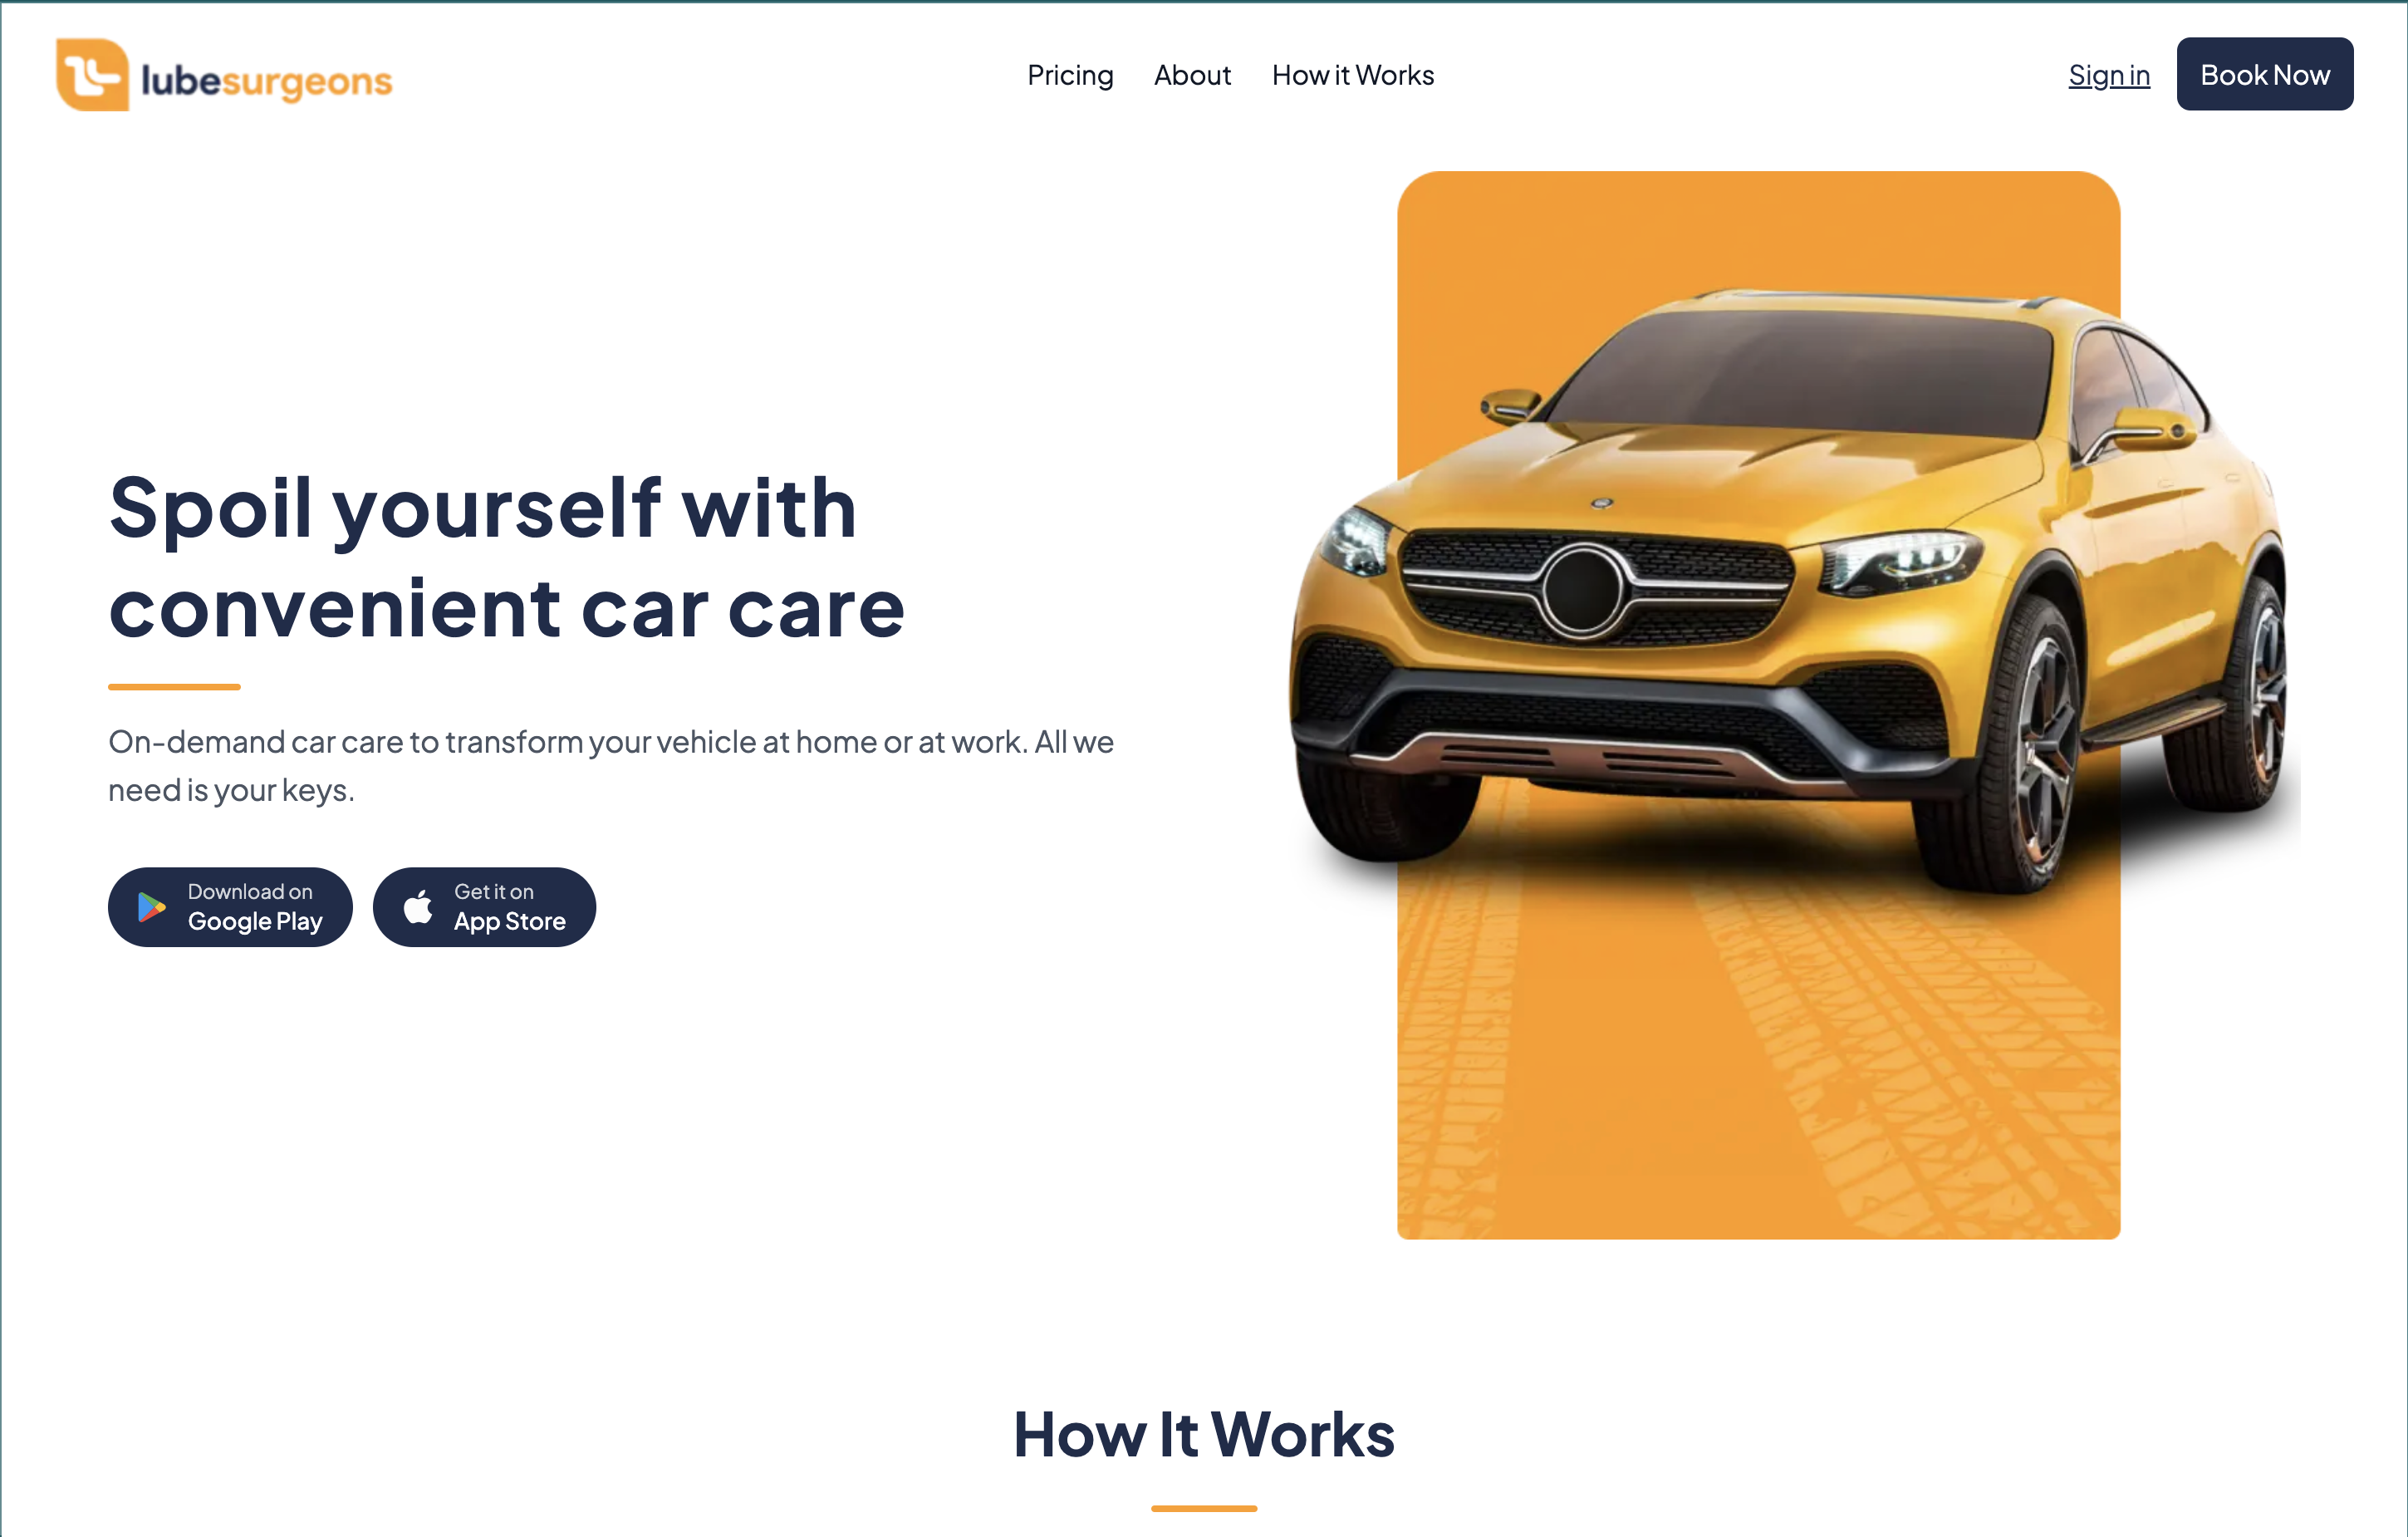 lubesurgeons
Pricing
About
How it Works
Sign in
Book Now
Spoil yourself with
convenient car care
On-demand car care to transform your vehicle at home or at work. All we
need is your keys.
Download on
Google Play
Get it on
App Store
How It Works